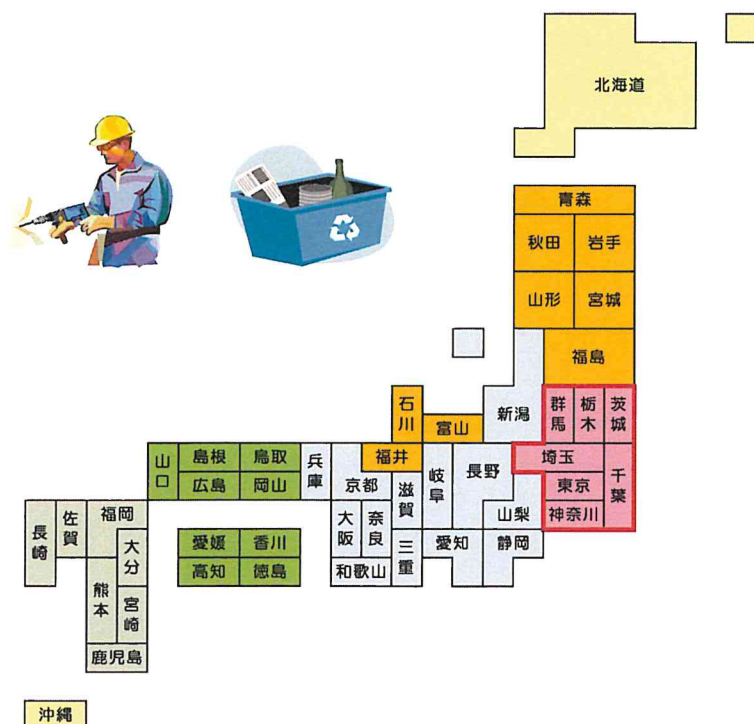 北海道
青森
秋田 岩手
山形 宮城
福島
石川
富山
福井
新潟
群馬
栃木
茨城
埼玉
千葉
東京
神奈川
山口
島根 鳥取
広島 岡山
兵庫
京都
滋賀
岐阜
長野
山梨
長崎
佐賀
福岡
大分
熊本
宮崎
鹿児島
愛媛 香川
高知 徳島
大阪
奈良
和歌山
三重
愛知
静岡
沖縄